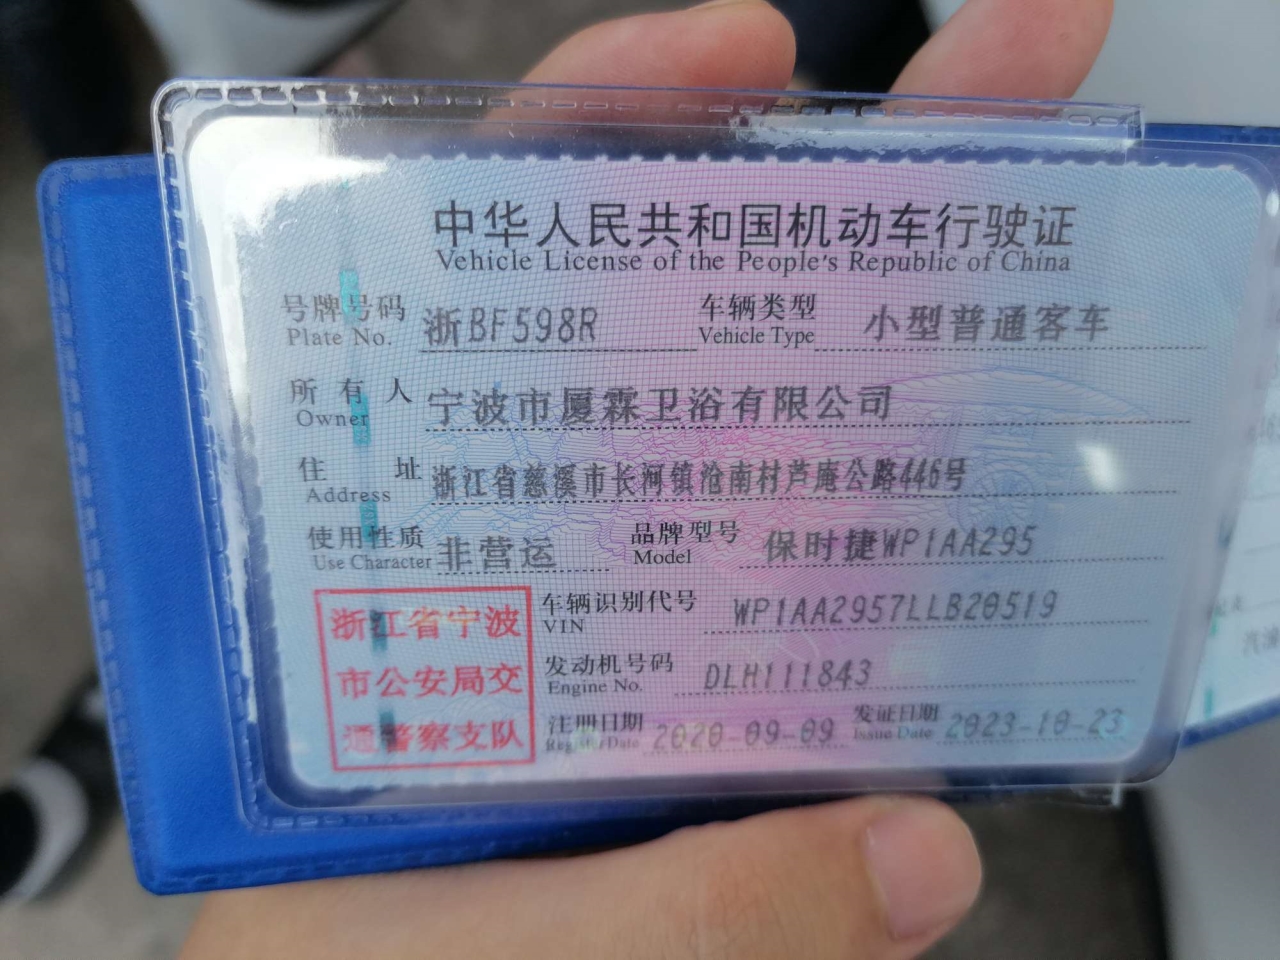 中华人民共和国机动车行驶证
Vehicle License of the People's Republic of China
号牌号码 浙BF598R 车辆类型 小型普通客车
Plate No. Vehicle Type
所有人 宁波市厦霖卫浴有限公司
Owner
住址 浙江省慈溪市长河镇沧南村芦庵公路446号
Address
使用性质 非营运 品牌型号 保时捷WP1AA295
Use Character Model
车辆识别代号 WP1AA2957LLB20519
VIN
发动机号码 DLH111843
Engine No.
注册日期 2020-09-09 发证日期 2023-10-23
Register Date Issue Date
浙江省宁波
市公安局交
通警察支队